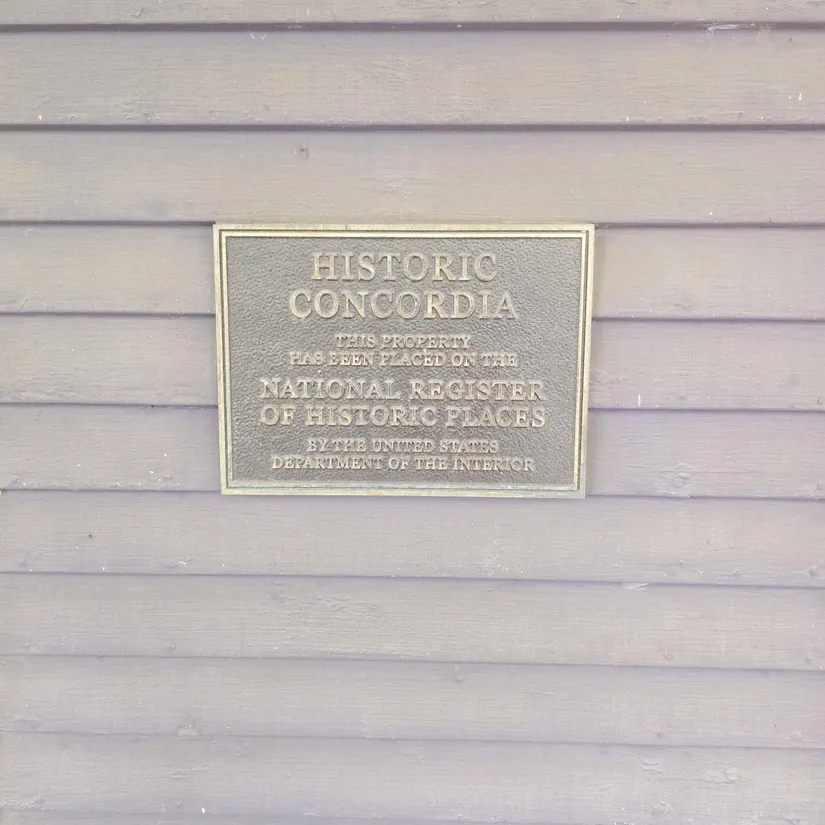 HISTORIC
CONCORDIA
THIS PROPERTY
HAS BEEN PLACED ON THE
NATIONAL REGISTER
OF HISTORIC PLACES
BY THE UNITED STATES
DEPARTMENT OF THE INTERIOR